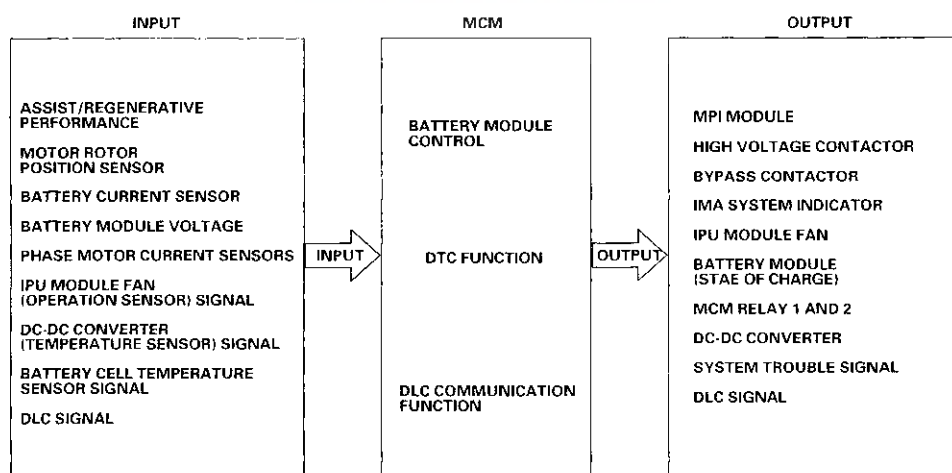 INPUT
ASSIST/REGENERATIVE
PERFORMANCE
MOTOR ROTOR
POSITION SENSOR
BATTERY CURRENT SENSOR
BATTERY MODULE VOLTAGE
PHASE MOTOR CURRENT SENSORS
IPU MODULE FAN
(OPERATION SENSOR) SIGNAL
DC-DC CONVERTER
(TEMPERATURE SENSOR) SIGNAL
BATTERY CELL TEMPERATURE
SENSOR SIGNAL
DLC SIGNAL
INPUT
MCM
BATTERY MODULE
CONTROL
DTC FUNCTION
DLC COMMUNICATION
FUNCTION
OUTPUT
OUTPUT
MPI MODULE
HIGH VOLTAGE CONTACTOR
BYPASS CONTACTOR
IMA SYSTEM INDICATOR
IPU MODULE FAN
BATTERY MODULE
(STAE OF CHARGE)
MCM RELAY 1 AND 2
DC-DC CONVERTER
SYSTEM TROUBLE SIGNAL
DLC SIGNAL